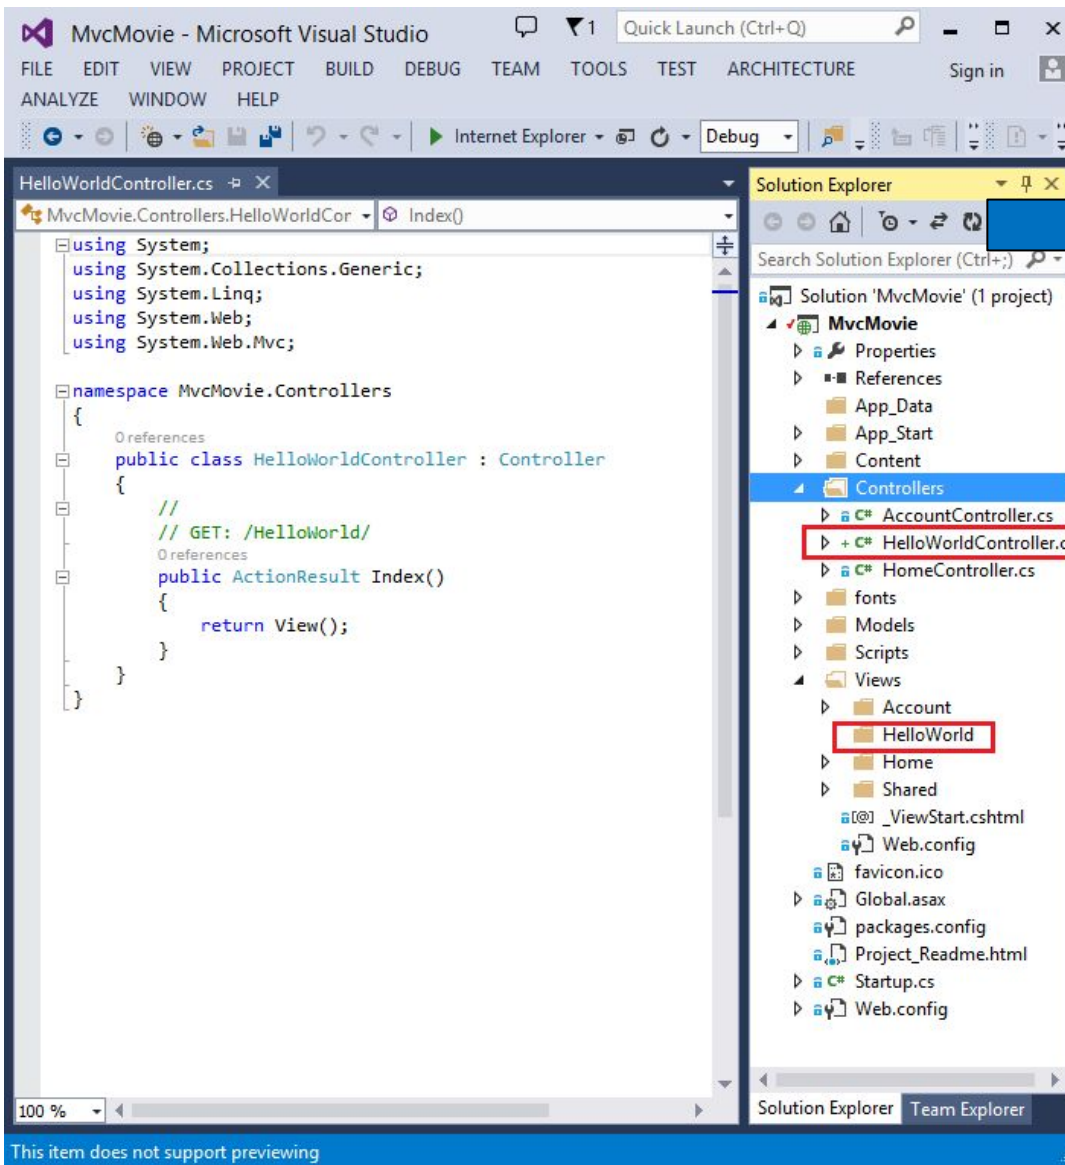 MvcMovie - Microsoft Visual Studio
1
Quick Launch (Ctrl+Q)
FILE EDIT VIEW PROJECT BUILD DEBUG TEAM TOOLS TEST ARCHITECTURE Sign in
ANALYZE WINDOW HELP
Internet Explorer Debug
HelloWorldController.cs
MvcMovie.Controllers.HelloWorldCor Index()
using System;
using System.Collections.Generic;
using System.Linq;
using System.Web;
using System.Web.Mvc;
namespace MvcMovie.Controllers
{
0 references
public class HelloWorldController : Controller
{
//
// GET: /HelloWorld/
0 references
public ActionResult Index()
{
return View();
}
}
}
100 %
Solution Explorer
Search Solution Explorer (Ctrl+;)
Solution 'MvcMovie' (1 project)
MvcMovie
Properties
References
App_Data
App_Start
Content
Controllers
C# AccountController.cs
+ C# HelloWorldController.c
C# HomeController.cs
fonts
Models
Scripts
Views
Account
HelloWorld
Home
Shared
[@] _ViewStart.cshtml
Web.config
favicon.ico
Global.asax
packages.config
Project_Readme.html
C# Startup.cs
Web.config
Solution Explorer Team Explorer
This item does not support previewing